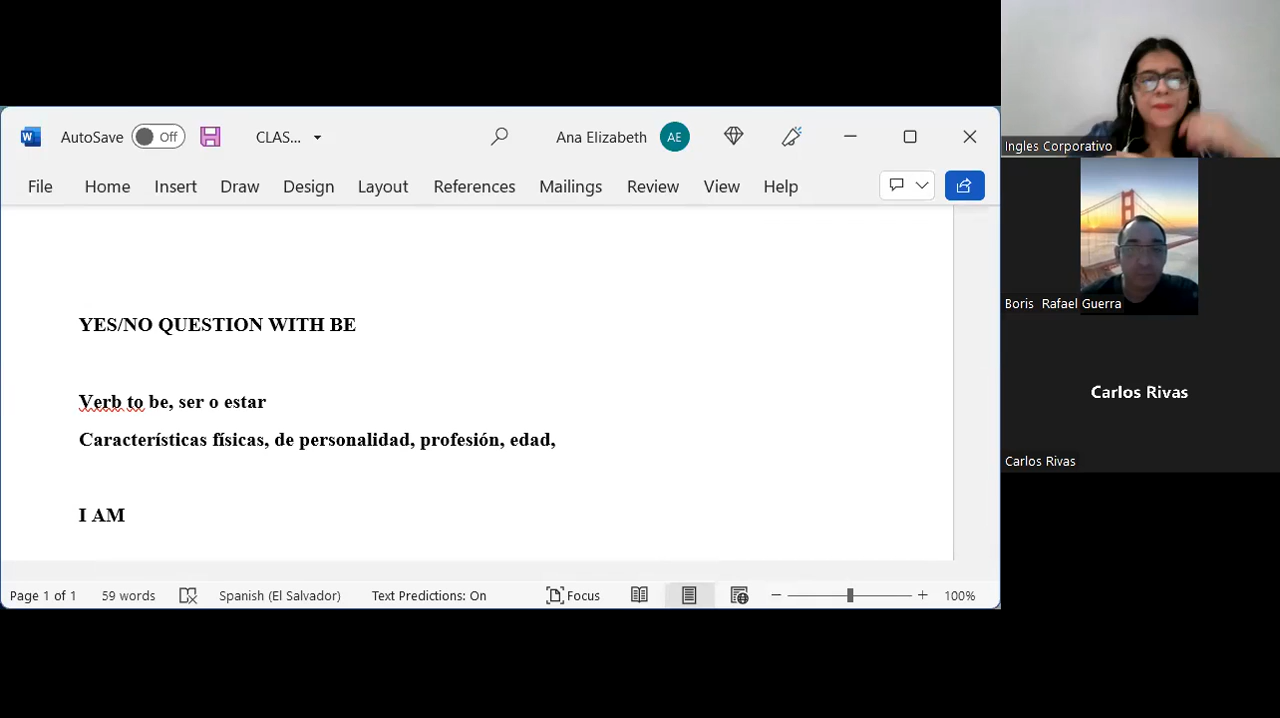 AutoSave Off CLAS... Ana Elizabeth AE
File Home Insert Draw Design Layout References Mailings Review View Help
YES/NO QUESTION WITH BE
Verb to be, ser o estar
Características físicas, de personalidad, profesión, edad,
I AM
Page 1 of 1 59 words Spanish (El Salvador) Text Predictions: On Focus 100%
Ingles Corporativo
Boris Rafael Guerra
Carlos Rivas
Carlos Rivas